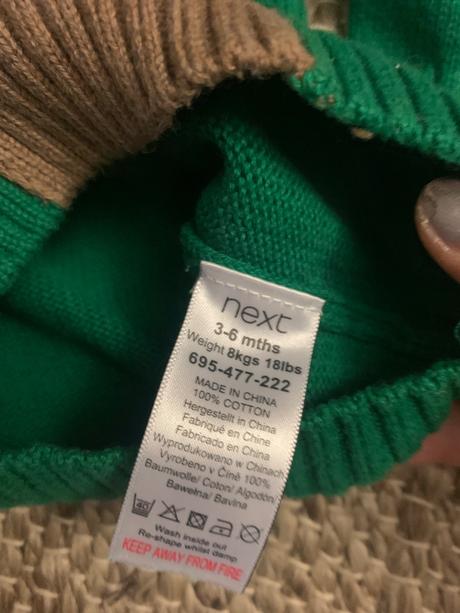 next
3-6 mths
Weight 8kgs 18lbs
695-477-222
MADE IN CHINA
100% COTTON
Hergestellt in China
Fabriqué en Chine
Fabricado en China
Wyprodukowano w Chinach
Vyrobeno v Číně 100%
Baumwolle/ Coton/ Algodón/
Bawełna/ Bavlna
40
Wash inside out
Re-shape whilst damp
KEEP AWAY FROM FIRE